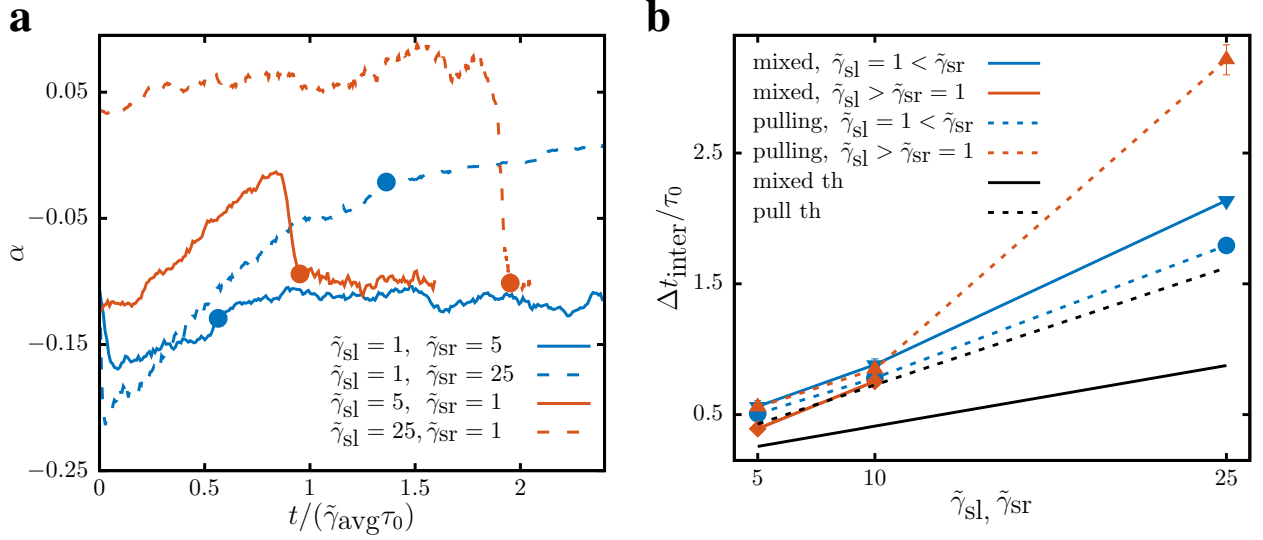 a
0.05
−0.05
−0.15
−0.25
α
γ̃sl = 1, γ̃sr = 5
γ̃sl = 1, γ̃sr = 25
γ̃sl = 5, γ̃sr = 1
γ̃sl = 25, γ̃sr = 1
0 0.5 1 1.5 2
t/(γ̃avgτ0)
b
mixed, γ̃sl = 1 < γ̃sr
mixed, γ̃sl > γ̃sr = 1
pulling, γ̃sl = 1 < γ̃sr
pulling, γ̃sl > γ̃sr = 1
mixed th
pull th
2.5
1.5
0.5
Δtinter/τ0
5 10 25
γ̃sl, γ̃sr